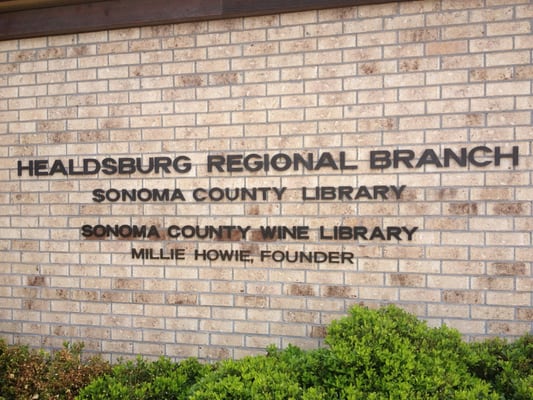 HEALDSBURG REGIONAL BRANCH
SONOMA COUNTY LIBRARY
SONOMA COUNTY WINE LIBRARY
MILLIE HOWIE, FOUNDER